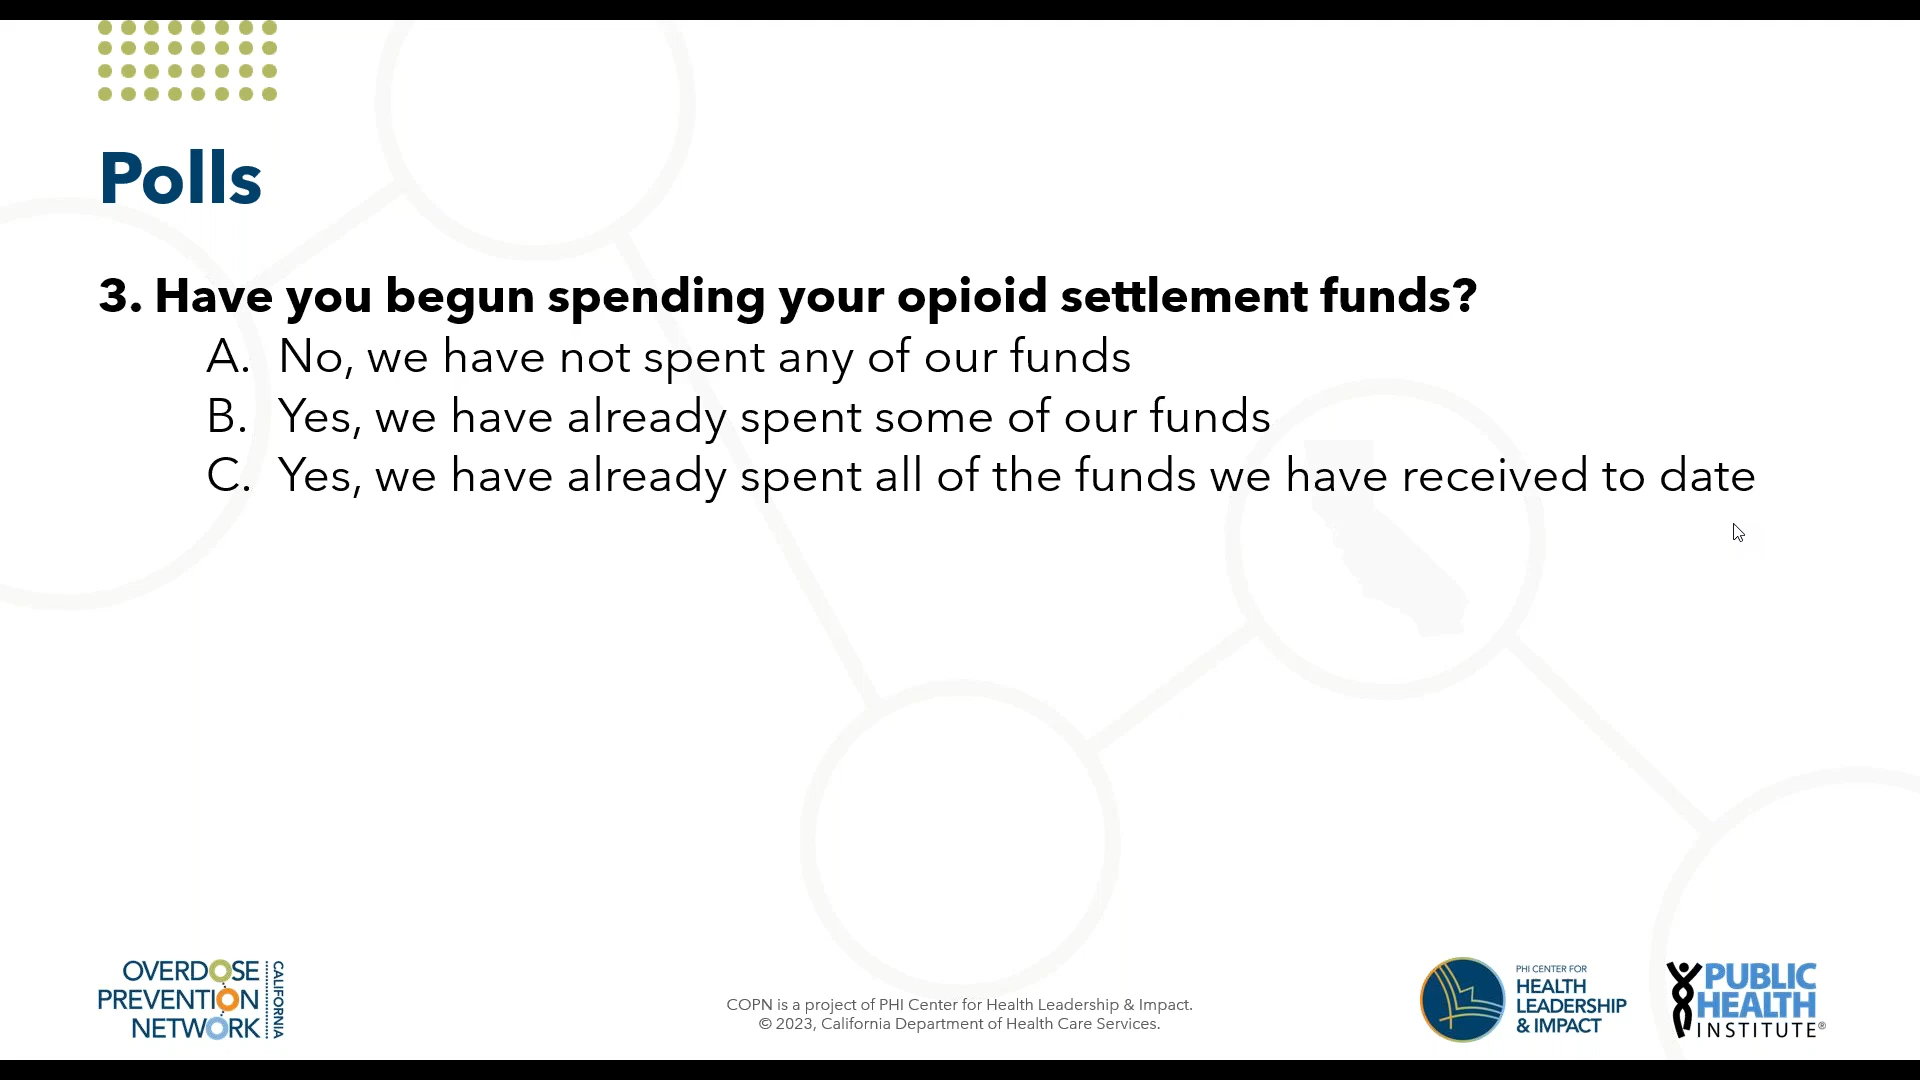 Polls
3. Have you begun spending your opioid settlement funds?
A. No, we have not spent any of our funds
B. Yes, we have already spent some of our funds
C. Yes, we have already spent all of the funds we have received to date
OVERDOSE
PREVENTION
NETWORK
CALIFORNIA
COPN is a project of PHI Center for Health Leadership & Impact.
© 2023, California Department of Health Care Services.
PHI CENTER FOR
HEALTH
LEADERSHIP
& IMPACT
PUBLIC
HEALTH
INSTITUTE®